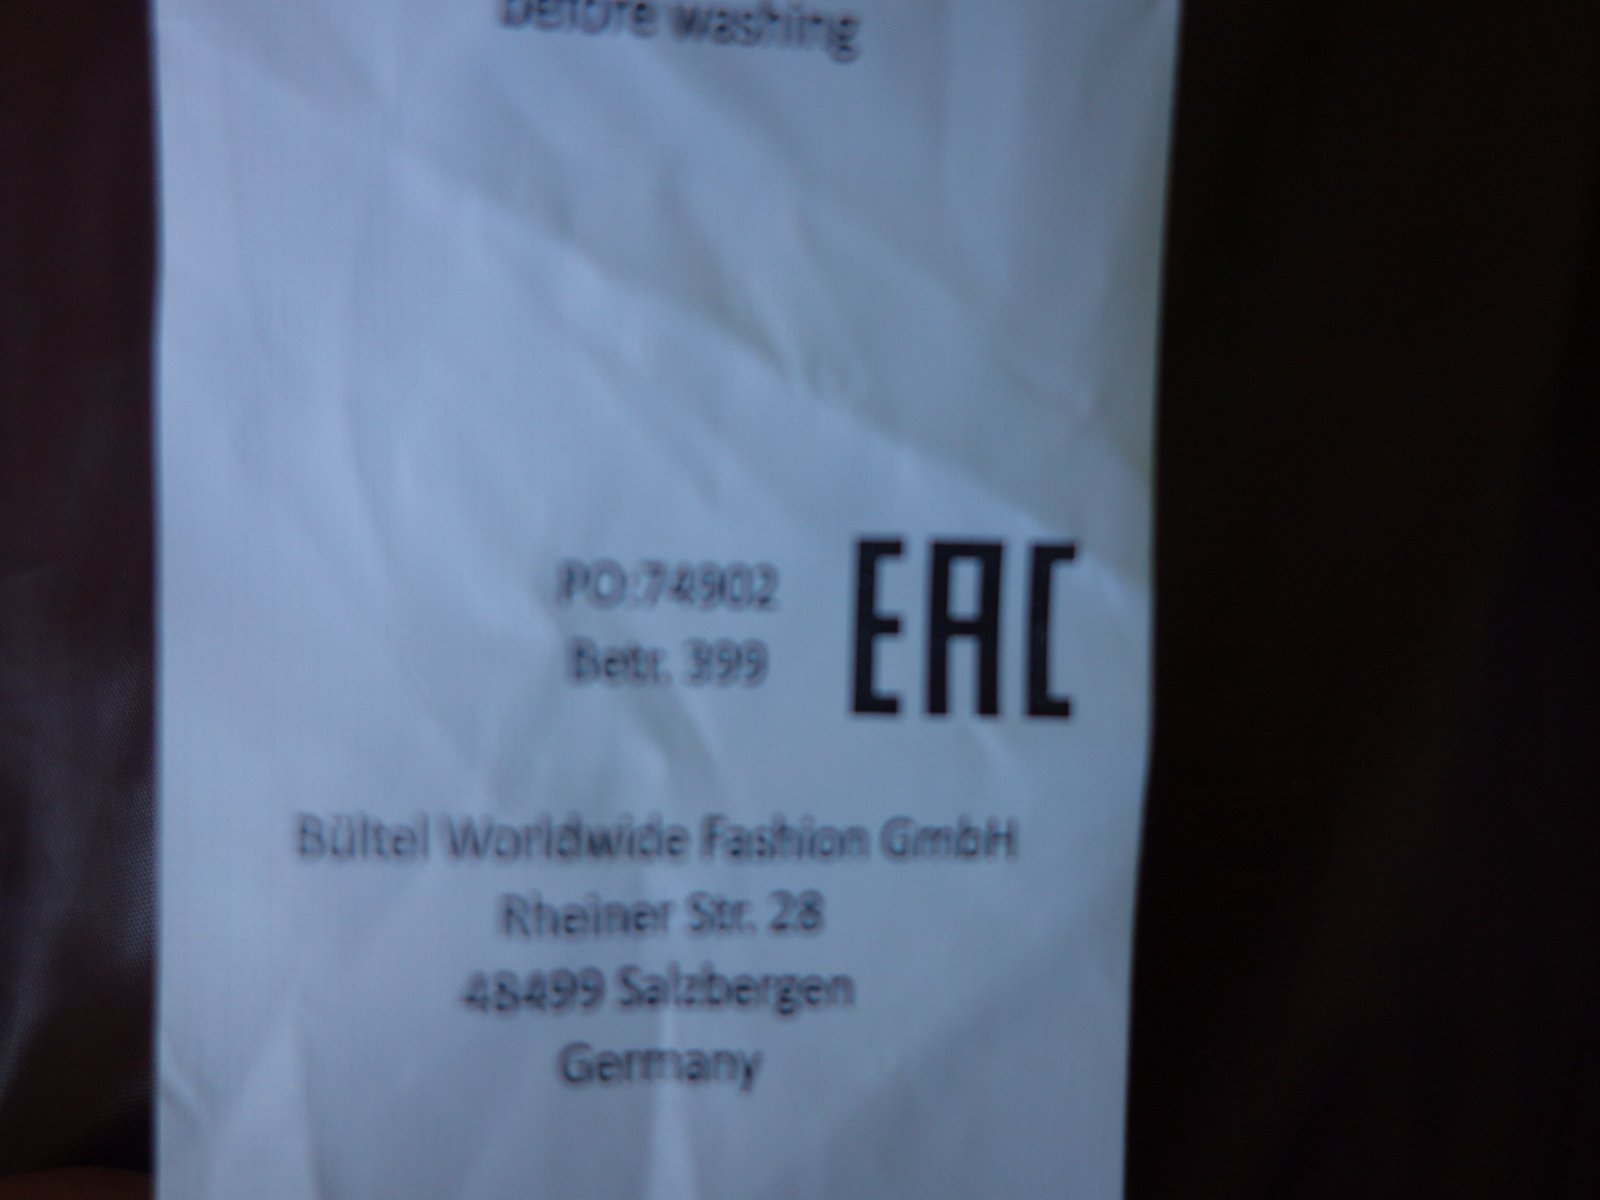 before washing
PO:74902
Betr. 399
EAC
Bültel Worldwide Fashion GmbH
Rheiner Str. 28
48499 Salzbergen
Germany